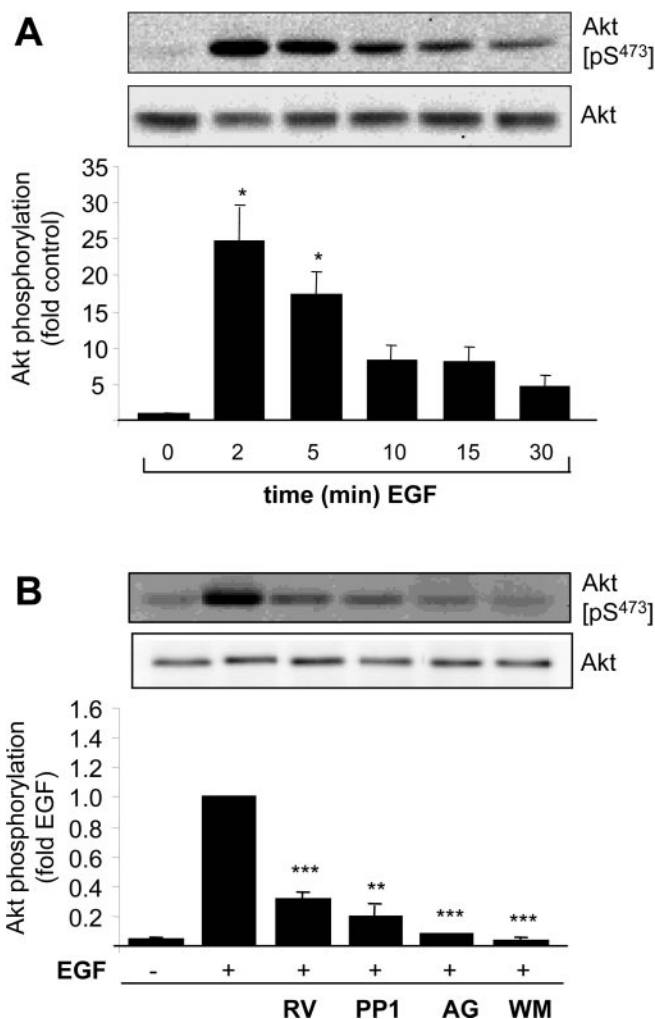 A
Akt
[pS473]
Akt
Akt phosphorylation
(fold control)
35
30
25
20
15
10
5
*
*
0 2 5 10 15 30
time (min) EGF
B
Akt
[pS473]
Akt
Akt phosphorylation
(fold EGF)
1.6
1.4
1.2
1.0
0.8
0.6
0.4
0.2
*** ** *** ***
EGF - + + + + +
RV PP1 AG WM